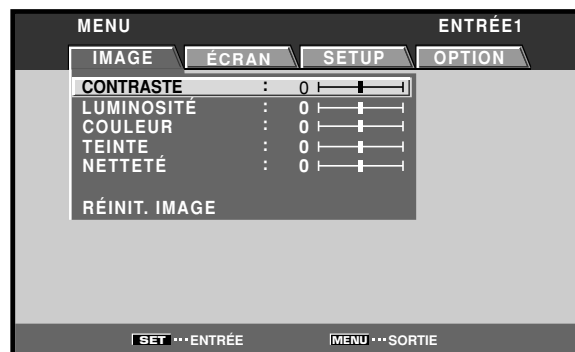 MENU ENTRÉE1
IMAGE ÉCRAN SETUP OPTION
CONTRASTE : 0
LUMINOSITÉ : 0
COULEUR : 0
TEINTE : 0
NETTETÉ : 0
RÉINIT. IMAGE
SET ··· ENTRÉE MENU ··· SORTIE